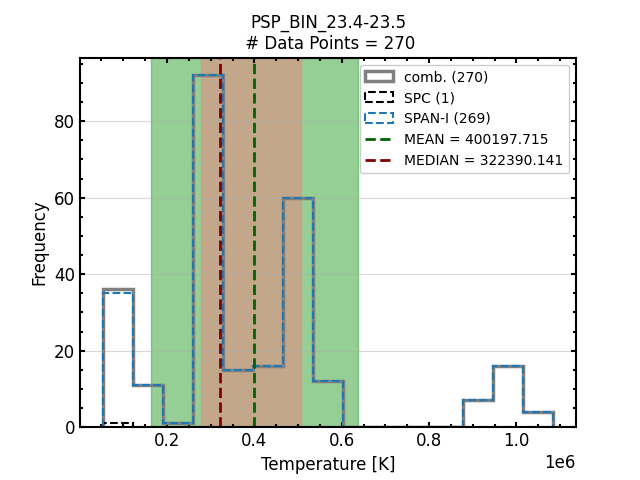 PSP_BIN_23.4-23.5
# Data Points = 270
comb. (270)
SPC (1)
SPAN-I (269)
MEAN = 400197.715
MEDIAN = 322390.141
Frequency
80
60
40
20
0
0.2 0.4 0.6 0.8 1.0
1e6
Temperature [K]